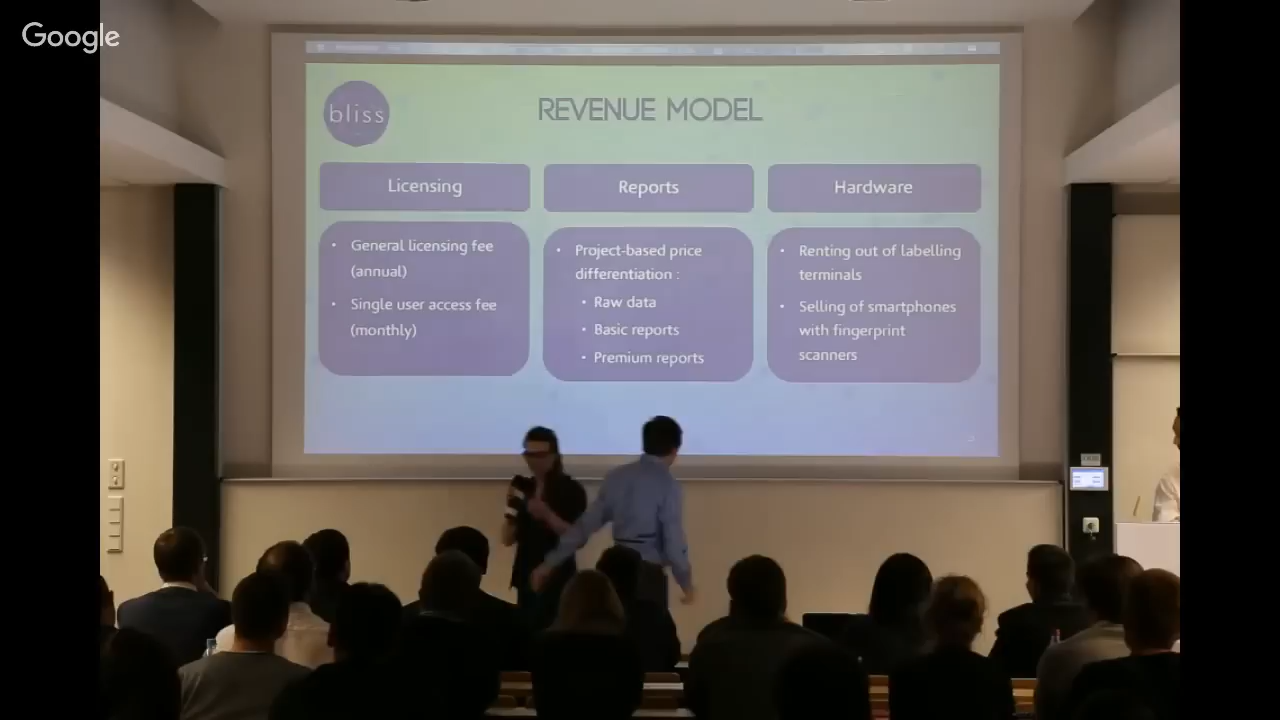 Google
bliss
REVENUE MODEL
Licensing
Reports
Hardware
• General licensing fee
(annual)
• Single user access fee
(monthly)
• Project-based price
differentiation :
• Raw data
• Basic reports
• Premium reports
• Renting out of labelling
terminals
• Selling of smartphones
with fingerprint
scanners